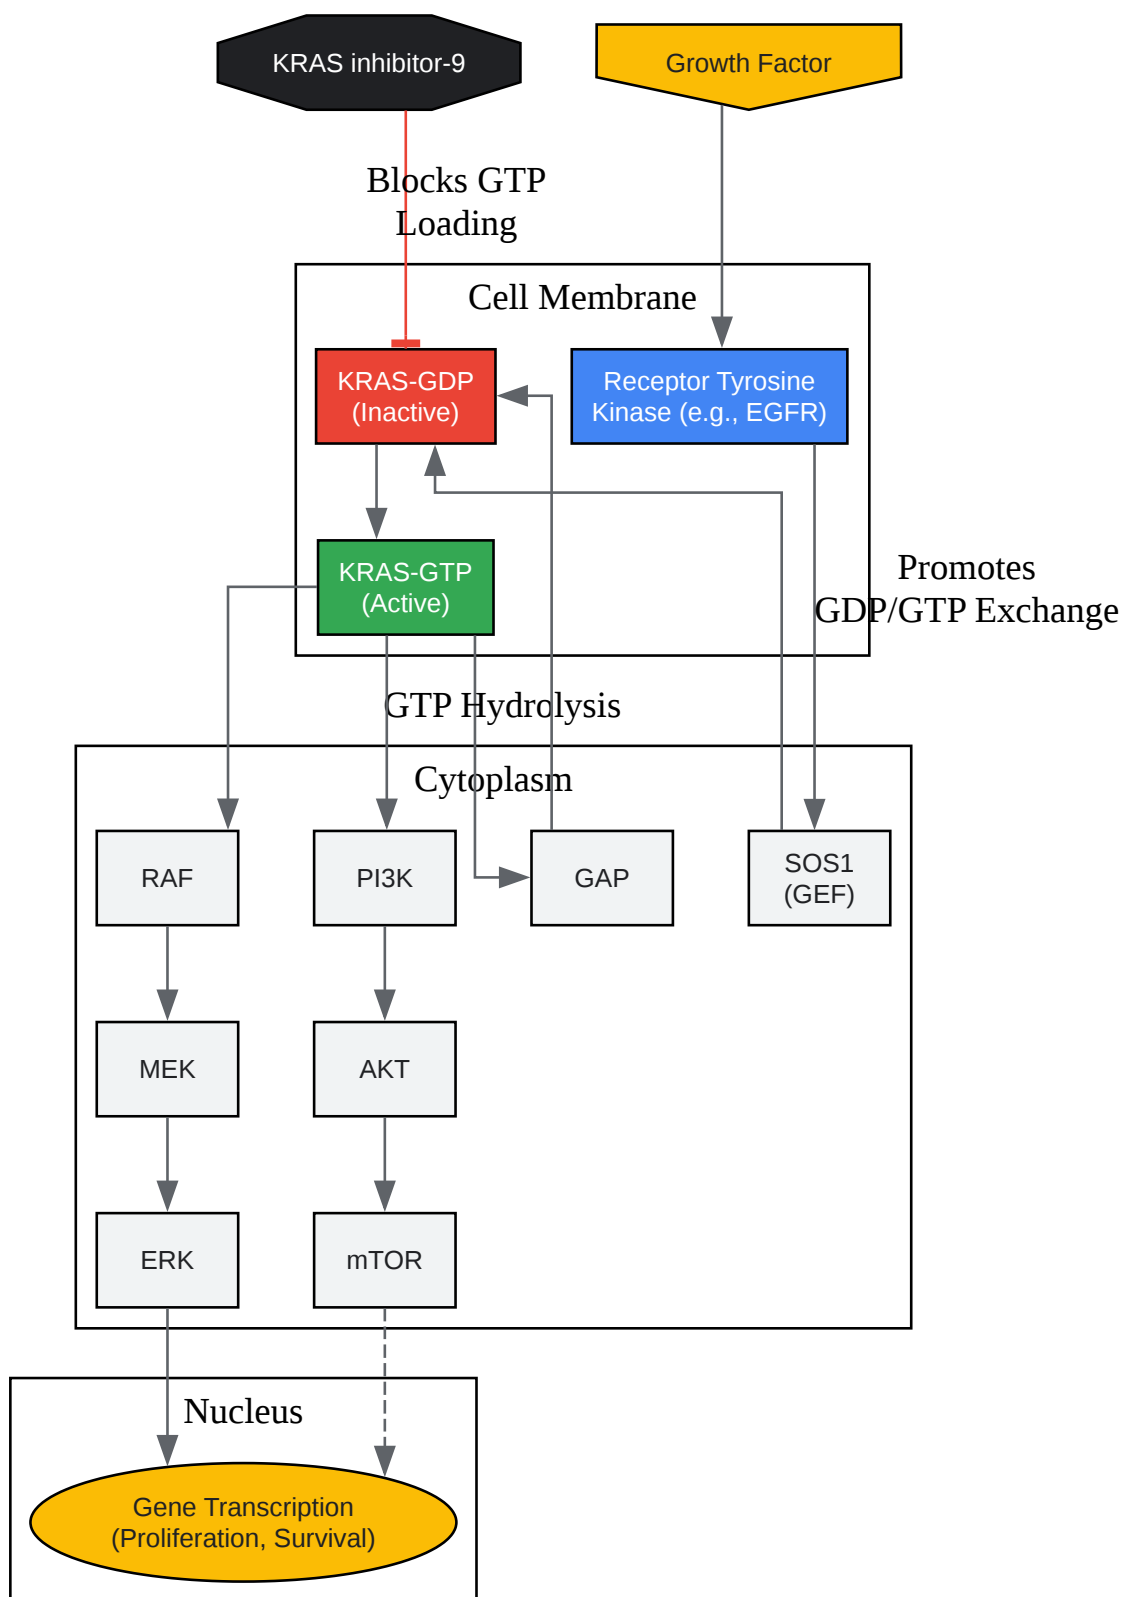 KRAS inhibitor-9
Growth Factor
Blocks GTP
Loading
Cell Membrane
KRAS-GDP
(Inactive)
Receptor Tyrosine
Kinase (e.g., EGFR)
KRAS-GTP
(Active)
Promotes
GDP/GTP Exchange
GTP Hydrolysis
Cytoplasm
RAF
PI3K
GAP
SOS1
(GEF)
MEK
AKT
ERK
mTOR
Nucleus
Gene Transcription
(Proliferation, Survival)